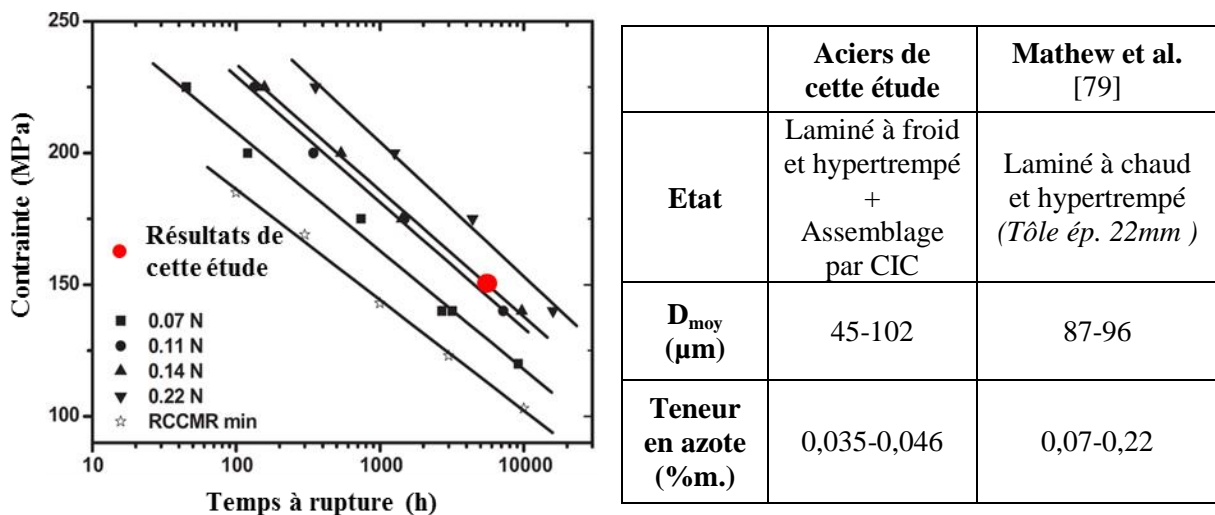 250
200
150
100
Contrainte (MPa)
Résultats de
cette étude
0.07 N
0.11 N
0.14 N
0.22 N
RCCMR min
10
100
1000
10000
Temps à rupture (h)
Aciers de
cette étude
Mathew et al.
[79]
Etat
Laminé à froid
et hypertrempé
+
Assemblage
par CIC
Laminé à chaud
et hypertrempé
(Tôle ép. 22mm )
Dmoy
(µm)
45-102
87-96
Teneur
en azote
(%m.)
0,035-0,046
0,07-0,22